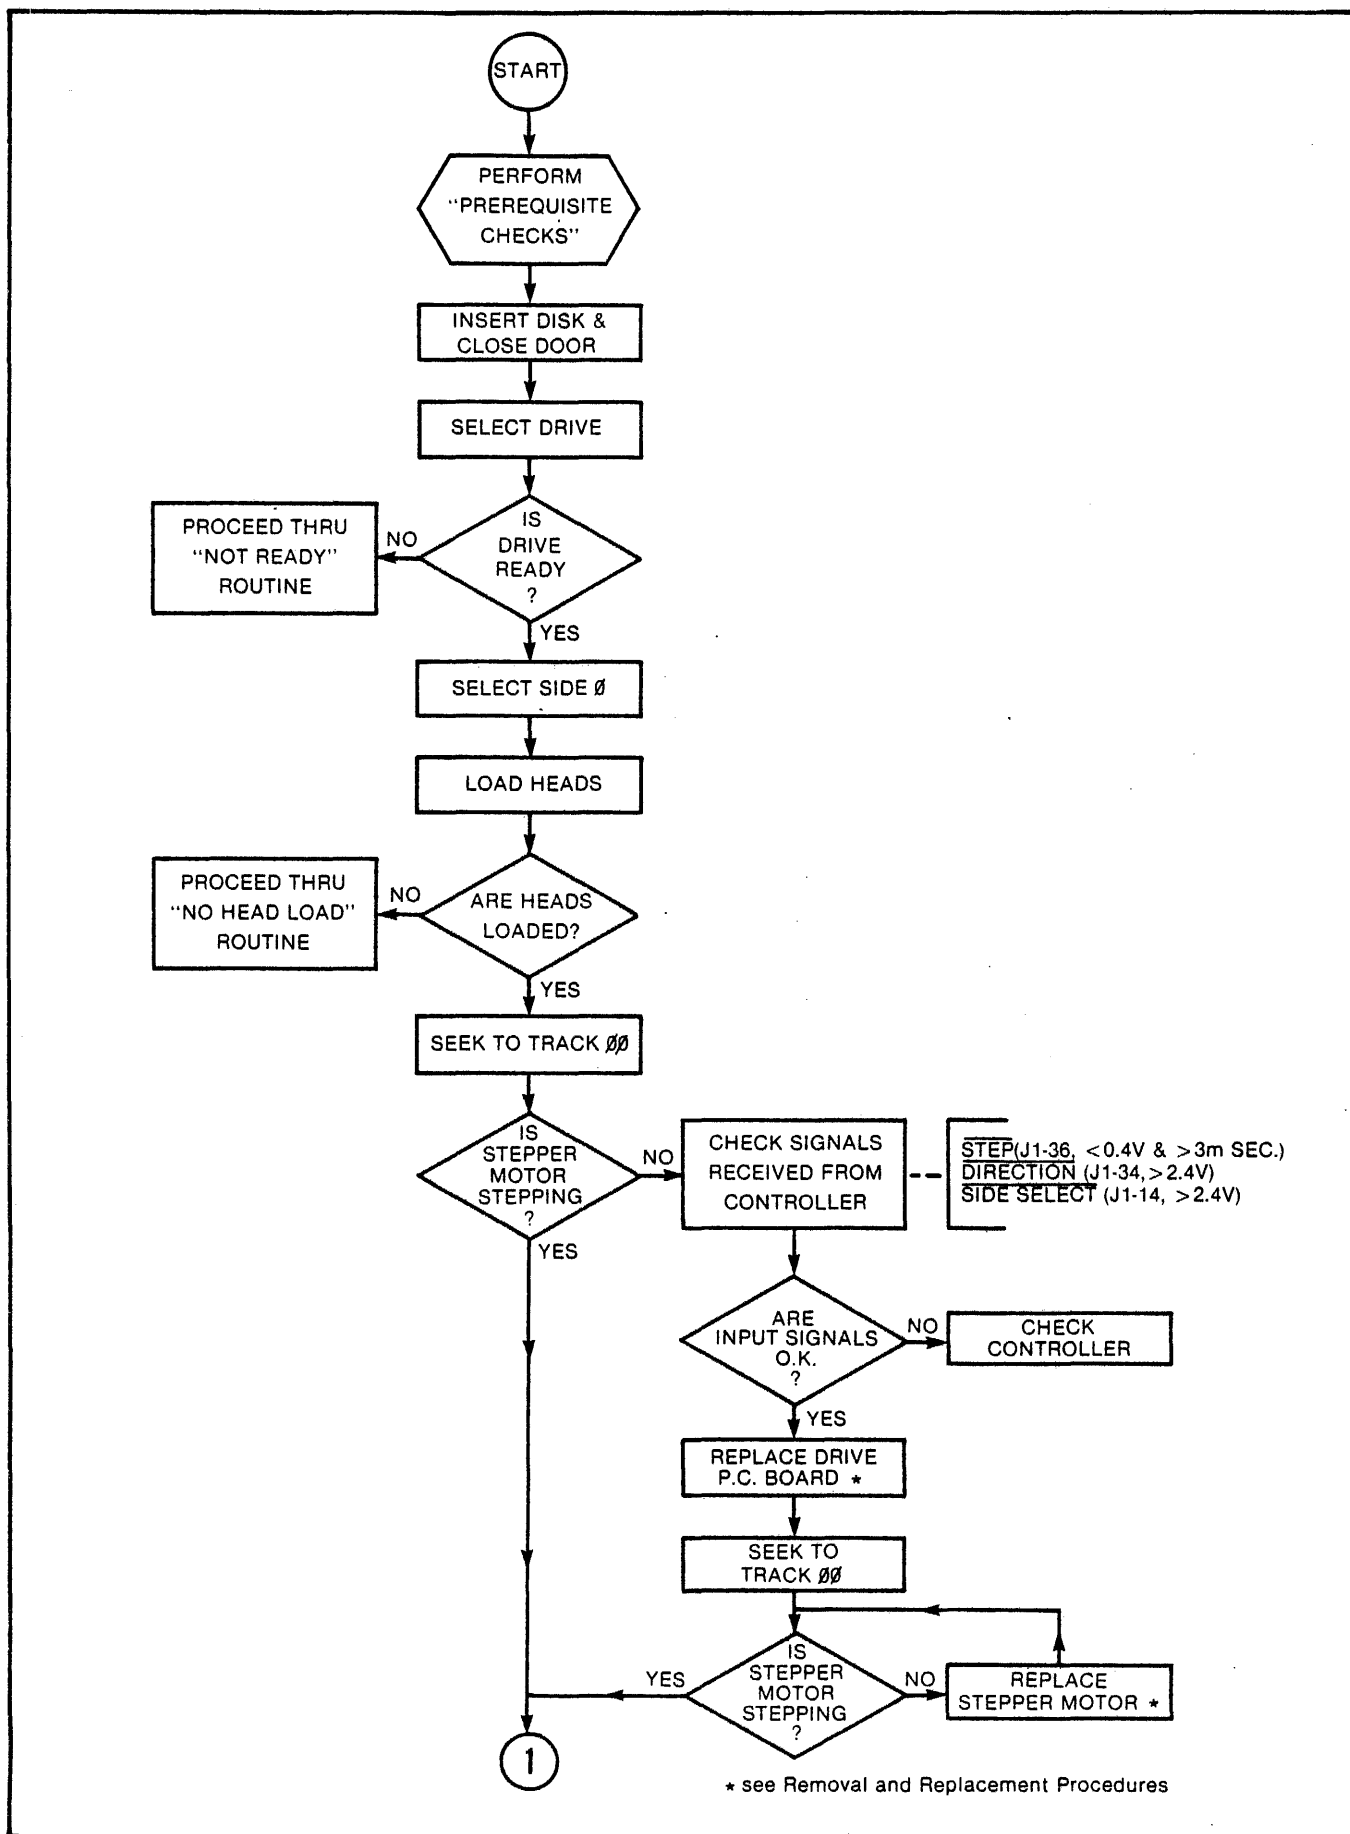 START
PERFORM
"PREREQUISITE
CHECKS"
INSERT DISK &
CLOSE DOOR
SELECT DRIVE
IS
DRIVE
READY
?
NO
PROCEED THRU
"NOT READY"
ROUTINE
YES
SELECT SIDE Ø
LOAD HEADS
ARE HEADS
LOADED?
NO
PROCEED THRU
"NO HEAD LOAD"
ROUTINE
YES
SEEK TO TRACK ØØ
IS
STEPPER
MOTOR
STEPPING
?
NO
CHECK SIGNALS
RECEIVED FROM
CONTROLLER
STEP(J1-36, <0.4V & >3m SEC.)
DIRECTION (J1-34,>2.4V)
SIDE SELECT (J1-14, >2.4V)
YES
ARE
INPUT SIGNALS
O.K.
?
NO
CHECK
CONTROLLER
YES
REPLACE DRIVE
P.C. BOARD *
SEEK TO
TRACK ØØ
IS
STEPPER
MOTOR
STEPPING
?
YES
NO
REPLACE
STEPPER MOTOR *
1
* see Removal and Replacement Procedures